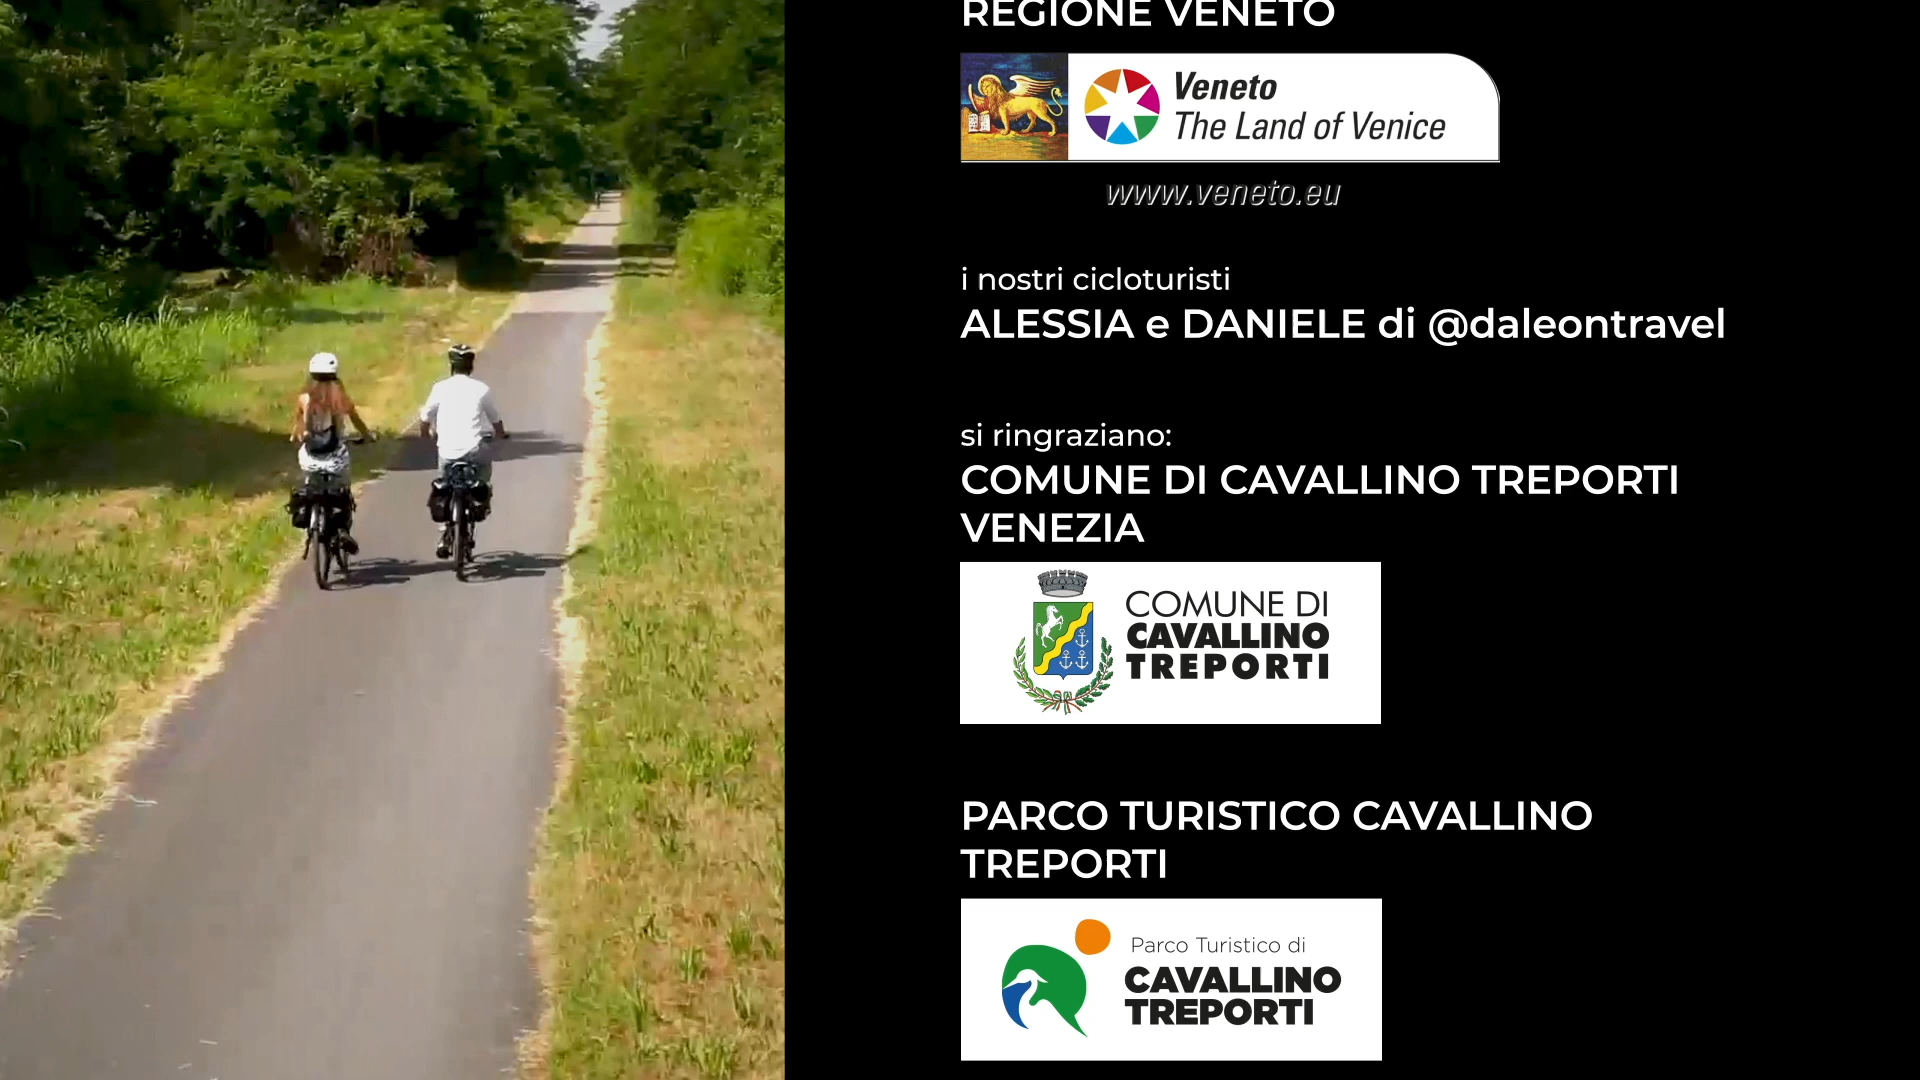 REGIONE VENETO
Veneto
The Land of Venice
www.veneto.eu
i nostri cicloturisti
ALESSIA e DANIELE di @daleontravel
si ringraziano:
COMUNE DI CAVALLINO TREPORTI
VENEZIA
COMUNE DI
CAVALLINO
TREPORTI
PARCO TURISTICO CAVALLINO
TREPORTI
Parco Turistico di
CAVALLINO
TREPORTI